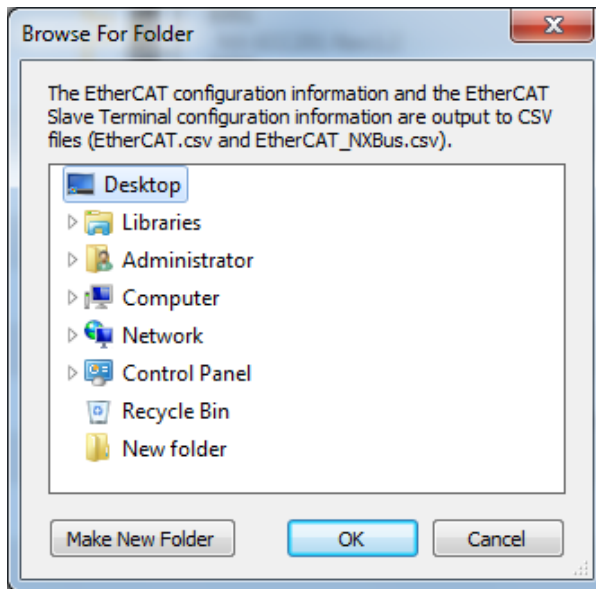 Browse For Folder
The EtherCAT configuration information and the EtherCAT
Slave Terminal configuration information are output to CSV
files (EtherCAT.csv and EtherCAT_NXBus.csv).
Desktop
Libraries
Administrator
Computer
Network
Control Panel
Recycle Bin
New folder
Make New Folder OK Cancel